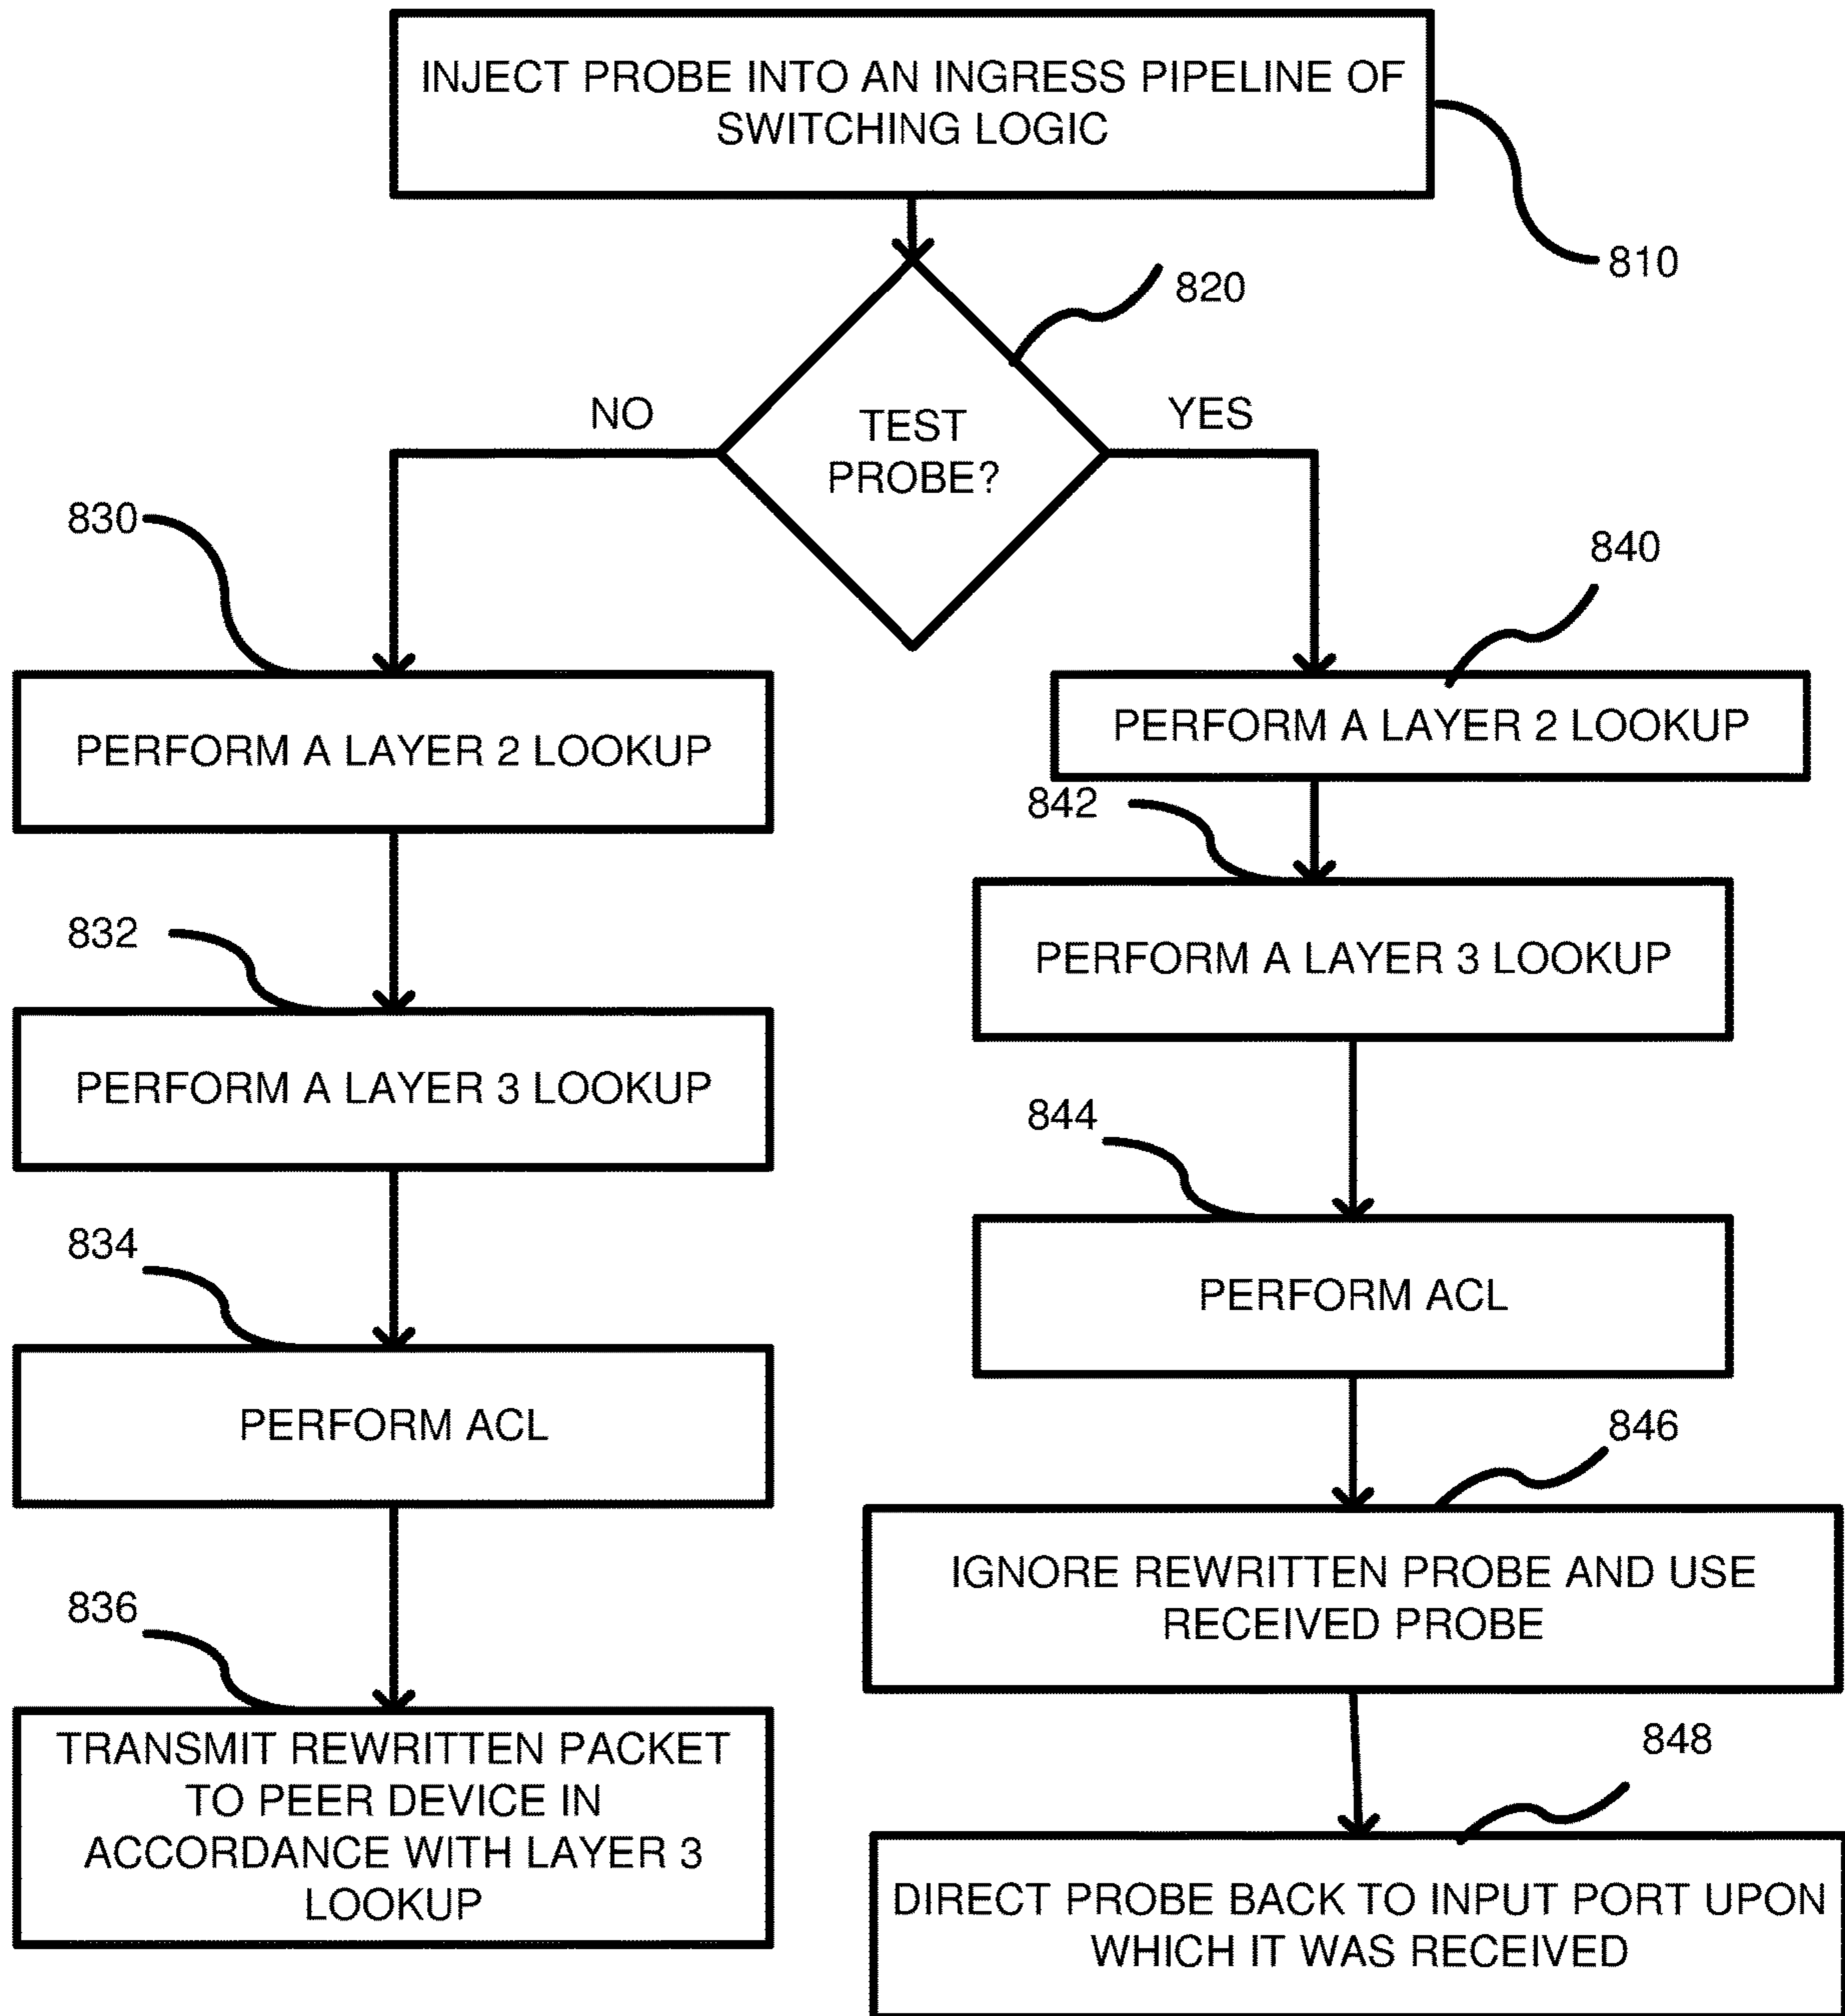 INJECT PROBE INTO AN INGRESS PIPELINE OF
SWITCHING LOGIC
810
820
TEST
PROBE?
NO
YES
830
PERFORM A LAYER 2 LOOKUP
832
PERFORM A LAYER 3 LOOKUP
834
PERFORM ACL
836
TRANSMIT REWRITTEN PACKET
TO PEER DEVICE IN
ACCORDANCE WITH LAYER 3
LOOKUP
840
PERFORM A LAYER 2 LOOKUP
842
PERFORM A LAYER 3 LOOKUP
844
PERFORM ACL
846
IGNORE REWRITTEN PROBE AND USE
RECEIVED PROBE
848
DIRECT PROBE BACK TO INPUT PORT UPON
WHICH IT WAS RECEIVED